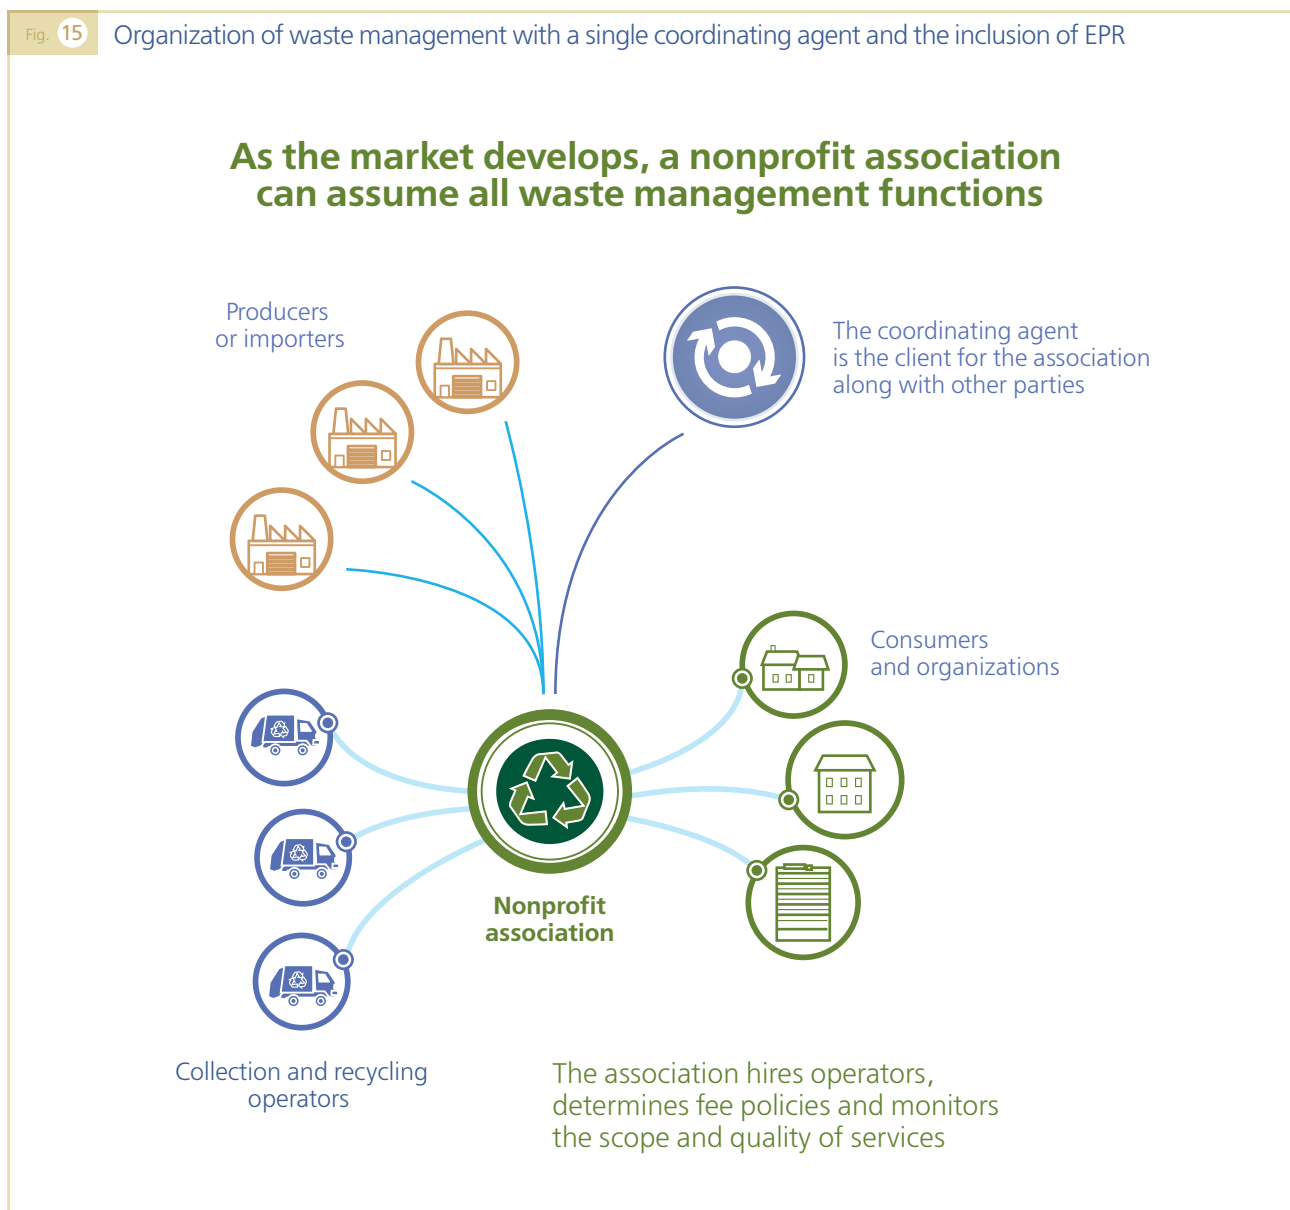 Fig. 15 Organization of waste management with a single coordinating agent and the inclusion of EPR
As the market develops, a nonprofit association
can assume all waste management functions
Producers
or importers
The coordinating agent
is the client for the association
along with other parties
Consumers
and organizations
Nonprofit
association
Collection and recycling
operators
The association hires operators,
determines fee policies and monitors
the scope and quality of services